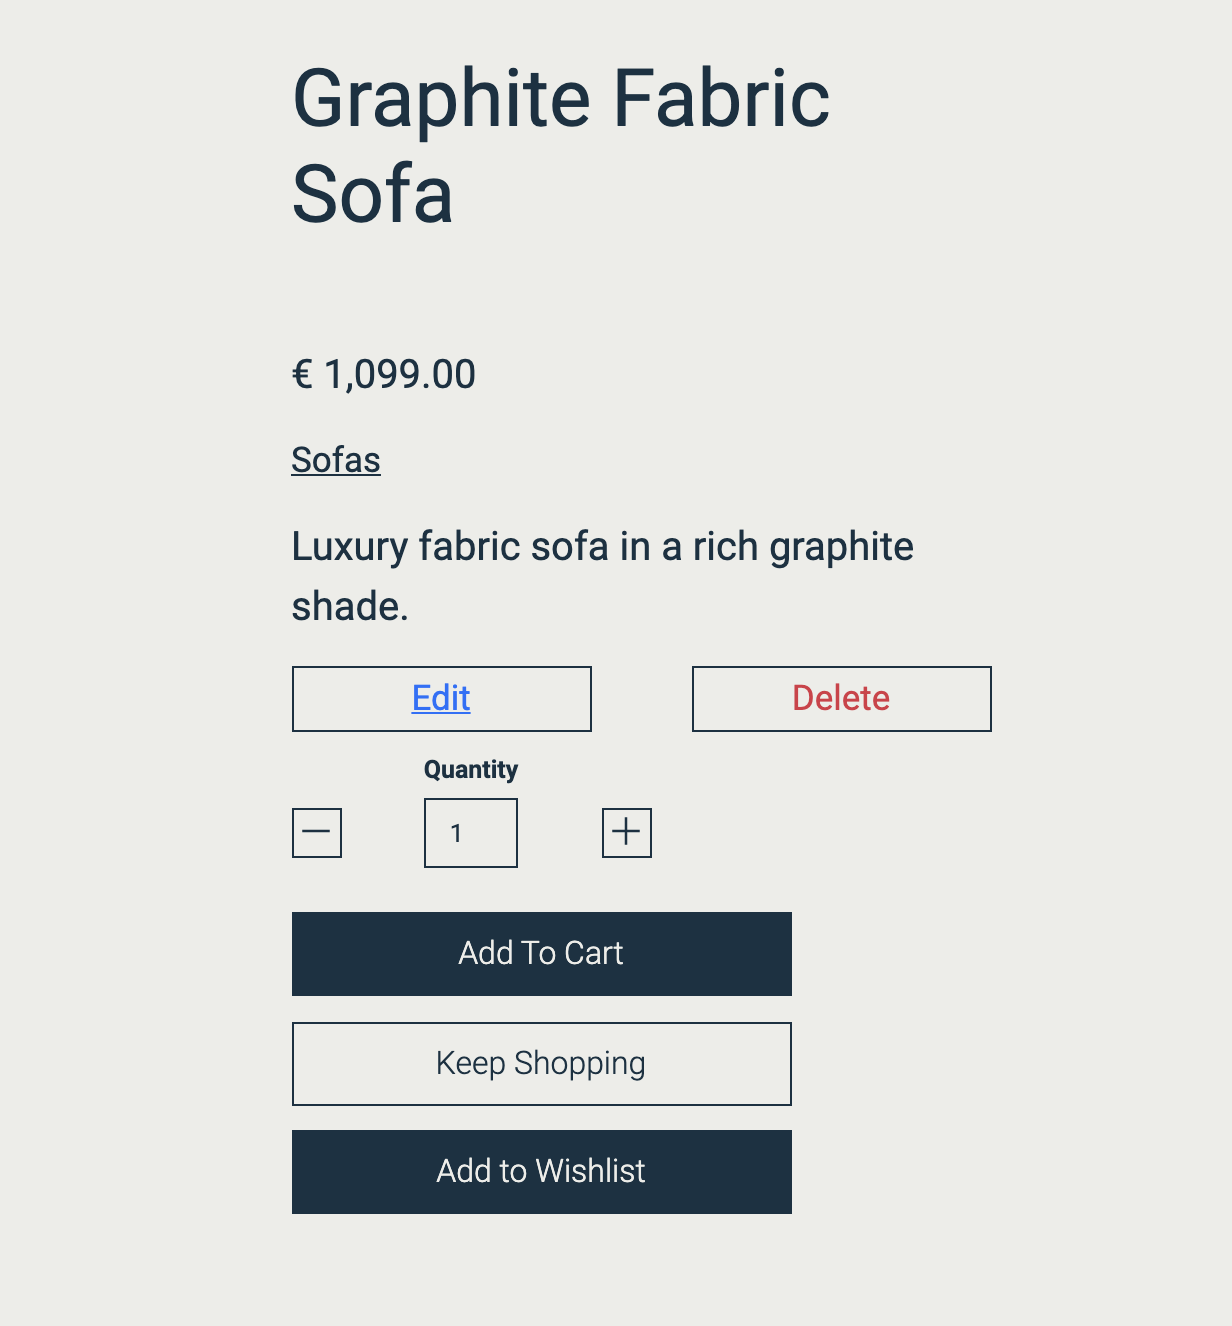 Graphite Fabric
Sofa
€ 1,099.00
Sofas
Luxury fabric sofa in a rich graphite
shade.
Edit Delete
Quantity
1
Add To Cart
Keep Shopping
Add to Wishlist